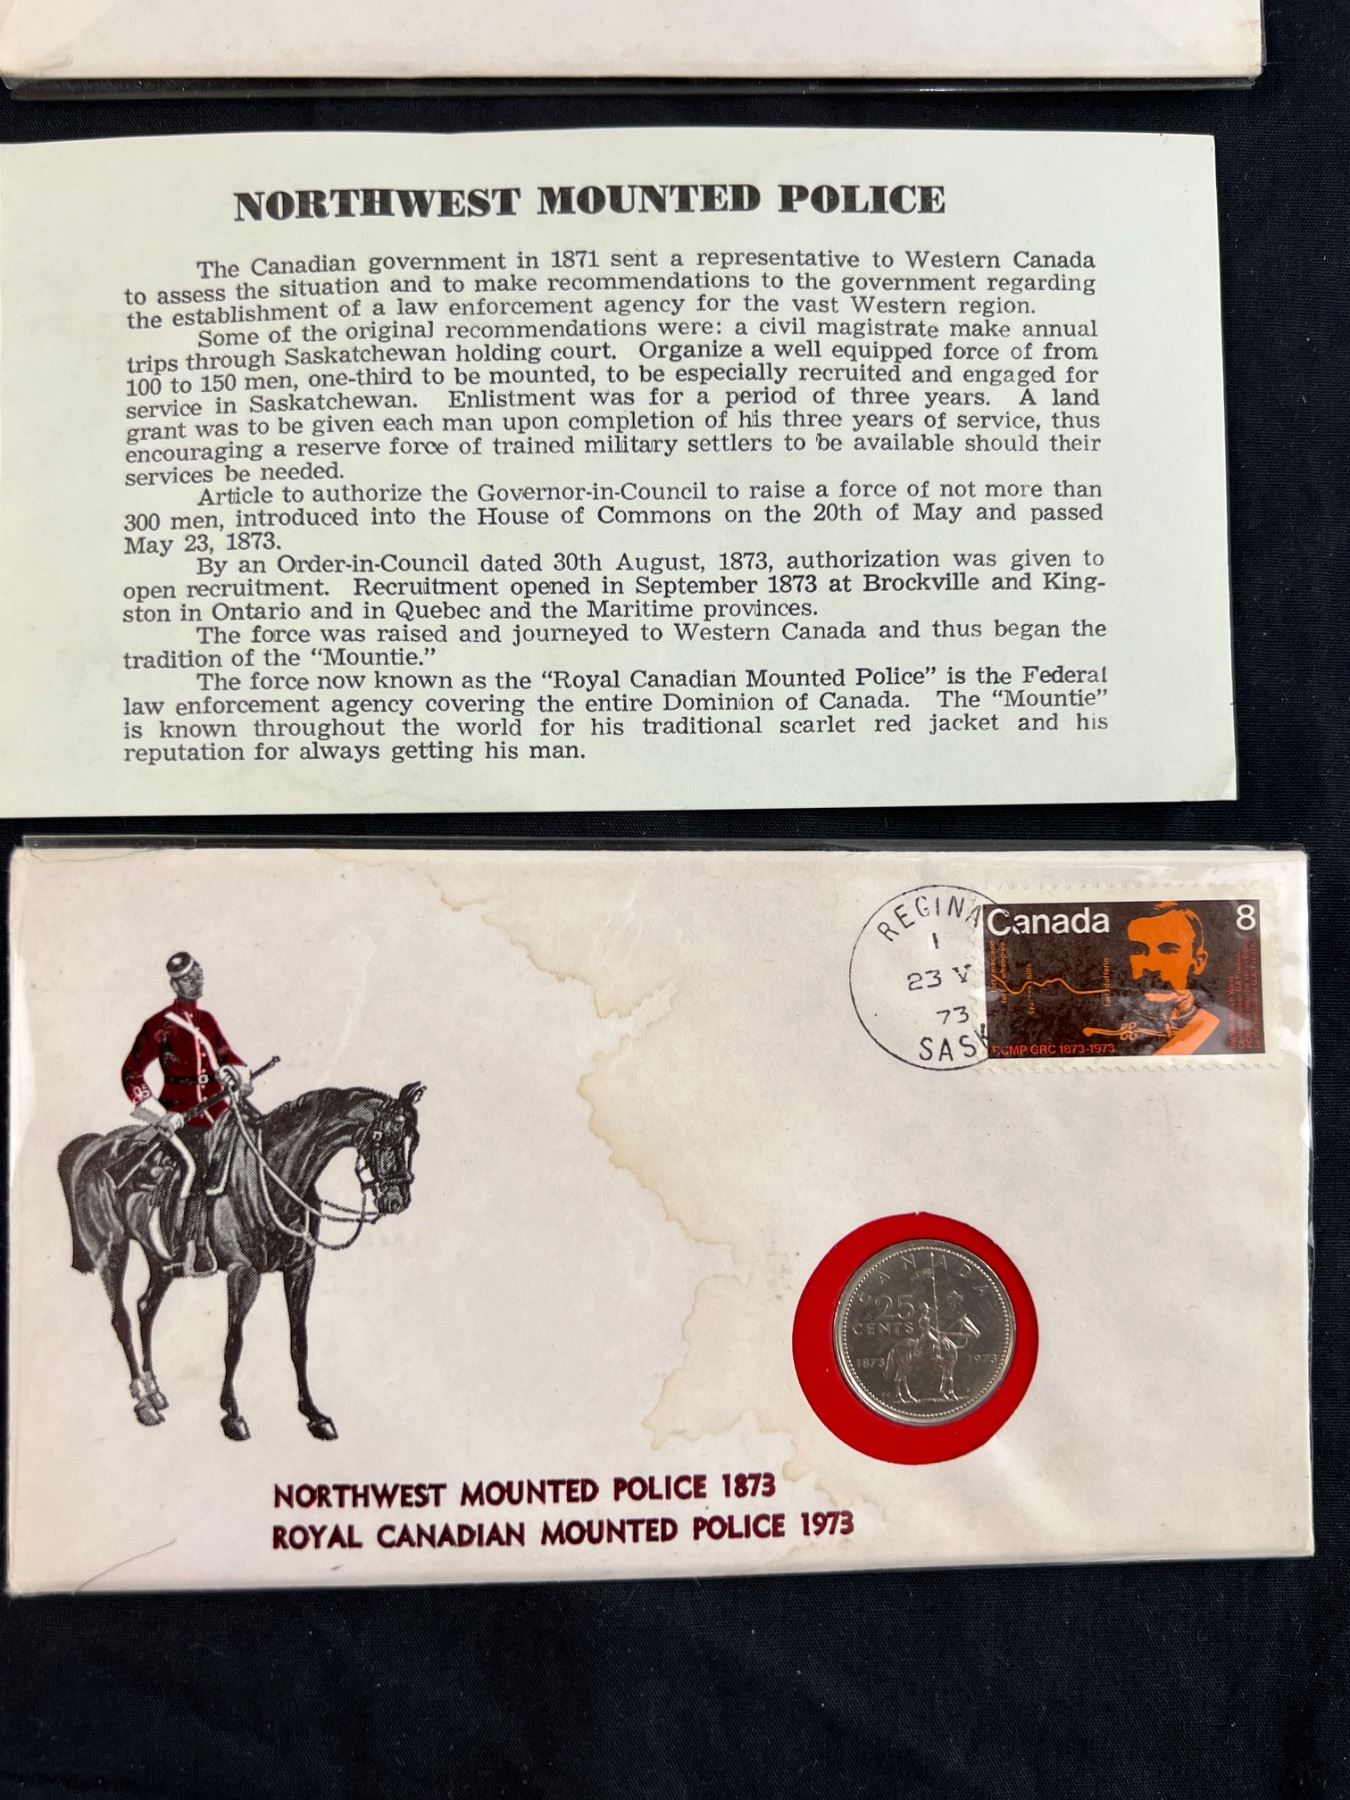 NORTHWEST MOUNTED POLICE
The Canadian government in 1871 sent a representative to Western Canada
to assess the situation and to make recommendations to the government regarding
the establishment of a law enforcement agency for the vast Western region.
Some of the original recommendations were: a civil magistrate make annual
trips through Saskatchewan holding court. Organize a well equipped force of from
100 to 150 men, one-third to be mounted, to be especially recruited and engaged for
service in Saskatchewan. Enlistment was for a period of three years. A land
grant was to be given each man upon completion of his three years of service, thus
encouraging a reserve force of trained military settlers to be available should their
services be needed.
Article to authorize the Governor-in-Council to raise a force of not more than
300 men, introduced into the House of Commons on the 20th of May and passed
May 23, 1873.
By an Order-in-Council dated 30th August, 1873, authorization was given to
open recruitment. Recruitment opened in September 1873 at Brockville and King-
ston in Ontario and in Quebec and the Maritime provinces.
The force was raised and journeyed to Western Canada and thus began the
tradition of the “Mountie.”
The force now known as the “Royal Canadian Mounted Police” is the Federal
law enforcement agency covering the entire Dominion of Canada. The “Mountie”
is known throughout the world for his traditional scarlet red jacket and his
reputation for always getting his man.
REGINA
1
23 V
73
SASK
Canada 8
RCMP GRC 1873-1973
CANADA
25
CENTS
1873 1973
NORTHWEST MOUNTED POLICE 1873
ROYAL CANADIAN MOUNTED POLICE 1973